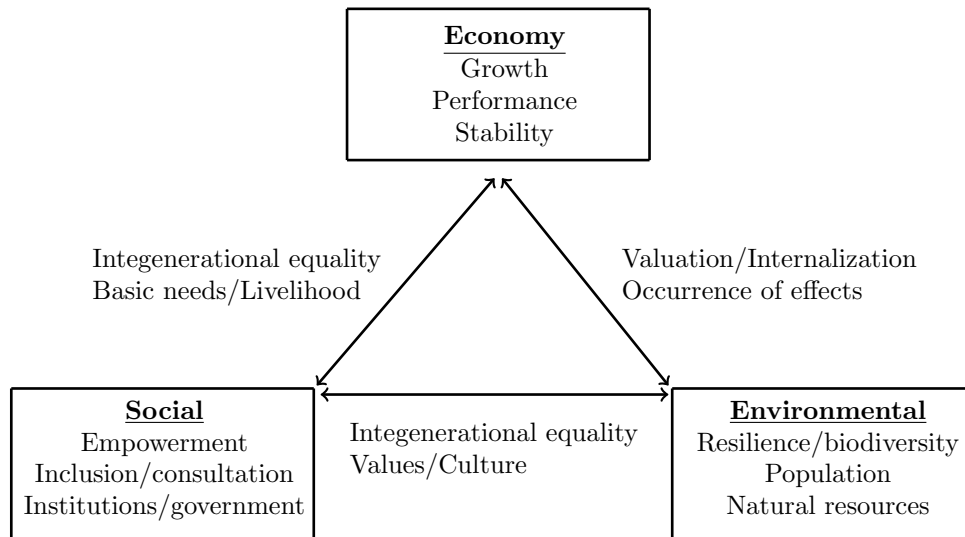 Economy
Growth
Performance
Stability
Integenerational equality
Basic needs/Livelihood
Valuation/Internalization
Occurrence of effects
Social
Empowerment
Inclusion/consultation
Institutions/government
Integenerational equality
Values/Culture
Environmental
Resilience/biodiversity
Population
Natural resources